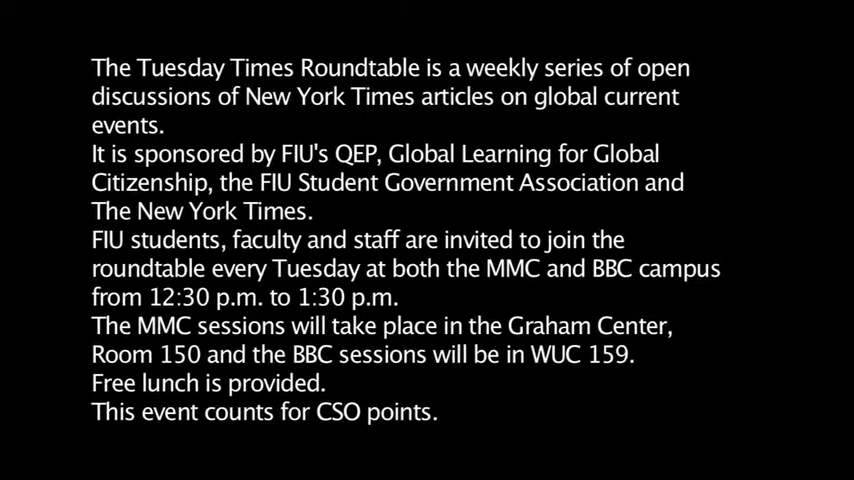 The Tuesday Times Roundtable is a weekly series of open
discussions of New York Times articles on global current
events.
It is sponsored by FIU's QEP, Global Learning for Global
Citizenship, the FIU Student Government Association and
The New York Times.
FIU students, faculty and staff are invited to join the
roundtable every Tuesday at both the MMC and BBC campus
from 12:30 p.m. to 1:30 p.m.
The MMC sessions will take place in the Graham Center,
Room 150 and the BBC sessions will be in WUC 159.
Free lunch is provided.
This event counts for CSO points.